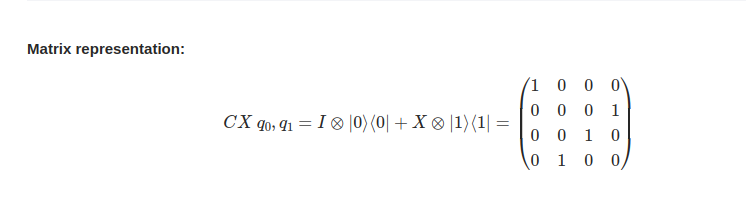 Matrix representation:
CX q₀, q₁ = I ⊗ |0⟩⟨0| + X ⊗ |1⟩⟨1| =
1 0 0 0
0 0 0 1
0 0 1 0
0 1 0 0